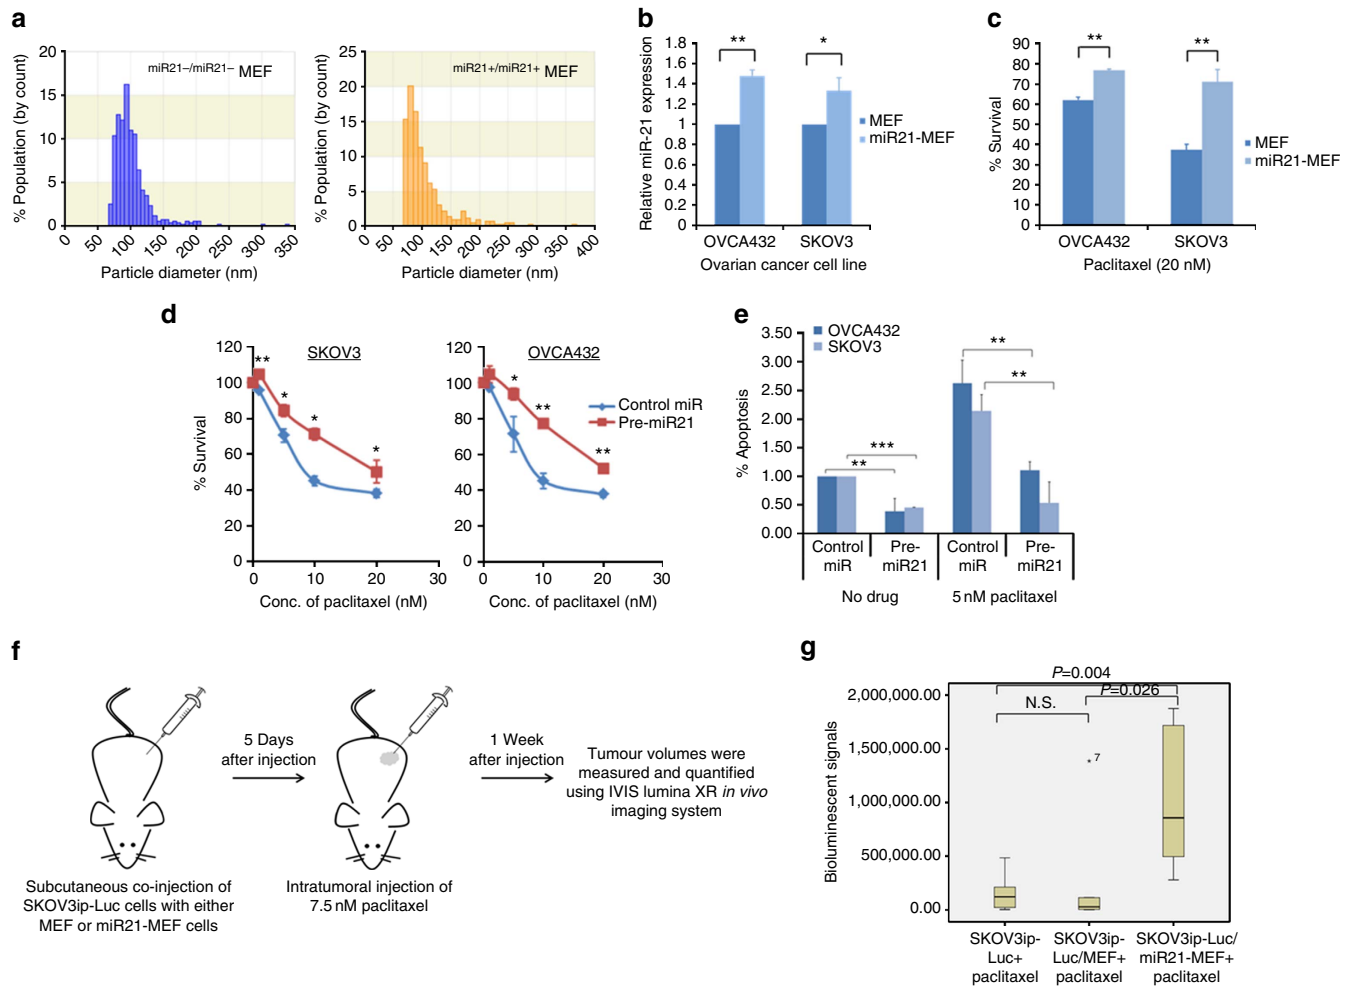 a
20
15
10
5
0
% Population (by count)
miR21–/miR21– MEF
0 50 100 150 200 250 300 350
Particle diameter (nm)
25
20
15
10
5
0
% Population (by count)
miR21+/miR21+ MEF
0 50 100 150 200 250 300 350 400
Particle diameter (nm)
b
1.8
1.6
1.4
1.2
1
0.8
0.6
0.4
0.2
0
Relative miR-21 expression
** *
MEF
miR21-MEF
OVCA432 SKOV3
Ovarian cancer cell line
c
90
80
70
60
50
40
30
20
10
0
% Survival
** **
MEF
miR21-MEF
OVCA432 SKOV3
Paclitaxel (20 nM)
d
120
100
80
60
40
20
0
% Survival
SKOV3
** * * *
0 10 20 30
Conc. of paclitaxel (nM)
120
100
80
60
40
20
0
OVCA432
* ** **
Control miR
Pre-miR21
0 10 20 30
Conc. of paclitaxel (nM)
e
3.50
3.00
2.50
2.00
1.50
1.00
0.50
0.00
% Apoptosis
OVCA432
SKOV3
**
**
***
**
Control miR
Pre-miR21
Control miR
Pre-miR21
No drug
5 nM paclitaxel
f
5 Days
after injection
1 Week
after injection
Tumour volumes were
measured and quantified
using IVIS lumina XR in vivo
imaging system
Subcutaneous co-injection of
SKOV3ip-Luc cells with either
MEF or miR21-MEF cells
Intratumoral injection of
7.5 nM paclitaxel
g
P=0.004
P=0.026
N.S.
2,000,000.00
1,500,000.00
1,000,000.00
500,000.00
0.00
Bioluminescent signals
* 7
SKOV3ip-
Luc+
paclitaxel
SKOV3ip-
Luc/MEF+
paclitaxel
SKOV3ip-Luc/
miR21-MEF+
paclitaxel